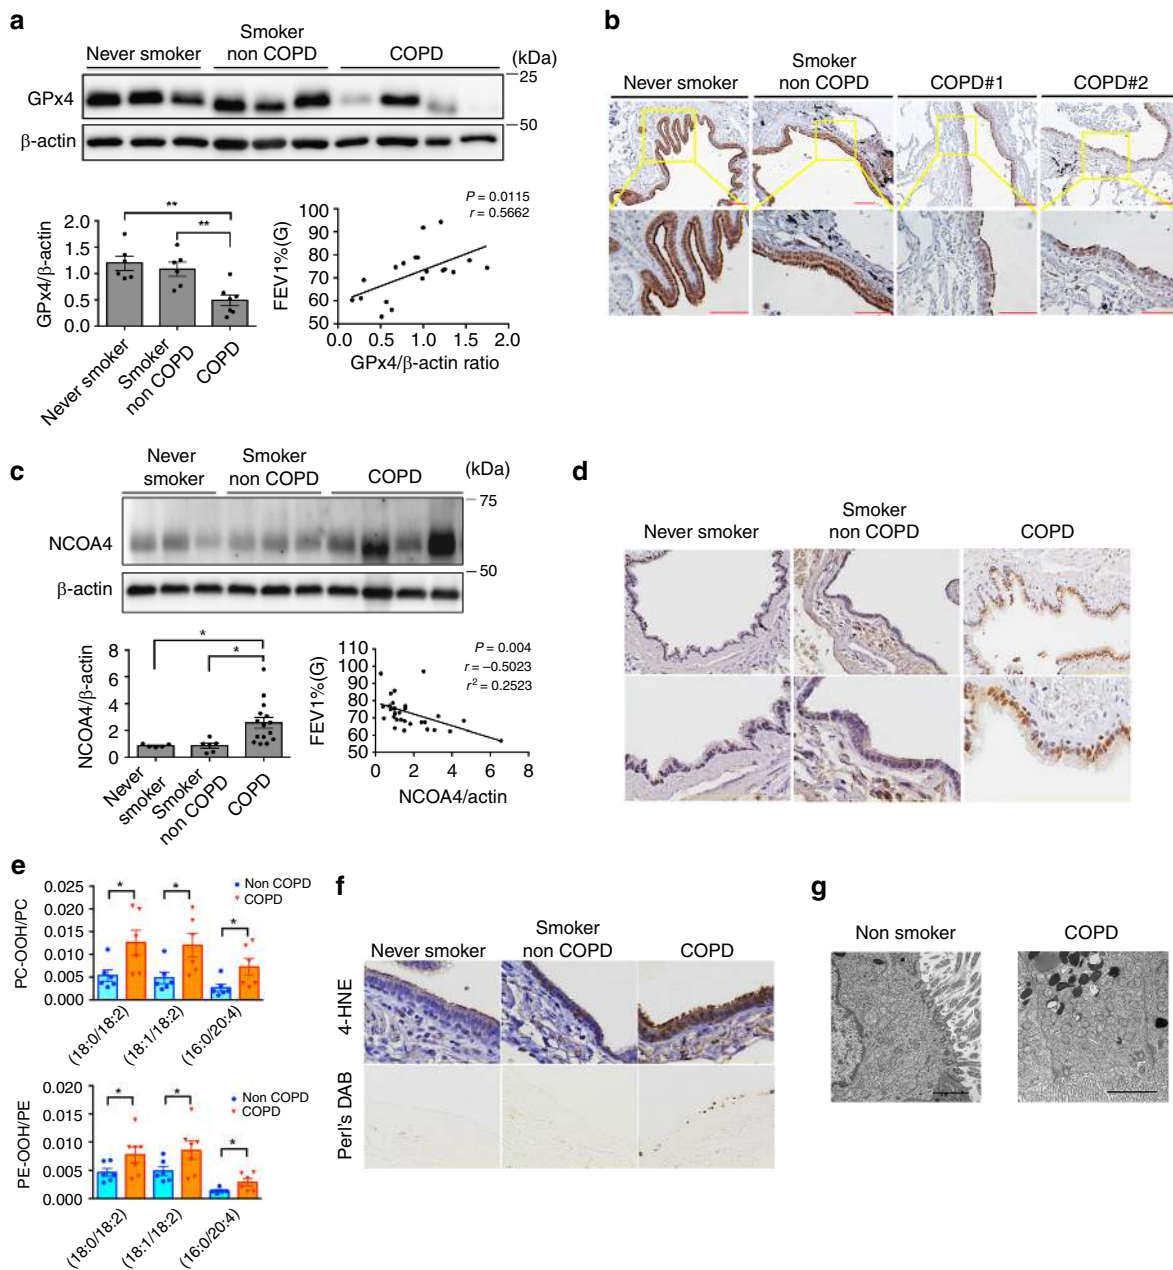 a
Never smoker
Smoker
non COPD
COPD
(kDa)
25
GPx4
50
β-actin
**
**
2.0
1.5
1.0
0.5
0.0
GPx4/β-actin
Never smoker
Smoker
non COPD
COPD
P = 0.0115
r = 0.5662
100
90
80
70
60
50
FEV1%(G)
0.0 0.5 1.0 1.5 2.0
GPx4/β-actin ratio
b
Never smoker
Smoker
non COPD
COPD#1
COPD#2
c
Never
smoker
Smoker
non COPD
COPD
(kDa)
75
NCOA4
50
β-actin
*
*
8
6
4
2
0
NCOA4/β-actin
Never
smoker
Smoker
non COPD
COPD
P = 0.004
r = –0.5023
r² = 0.2523
110
100
90
80
70
60
50
FEV1%(G)
0 2 4 6 8
NCOA4/actin
d
Never smoker
Smoker
non COPD
COPD
e
Non COPD
COPD
* * *
0.025
0.020
0.015
0.010
0.005
0.000
PC-OOH/PC
(18:0/18:2)
(18:1/18:2)
(16:0/20:4)
Non COPD
COPD
* * *
0.020
0.015
0.010
0.005
0.000
PE-OOH/PE
(18:0/18:2)
(18:1/18:2)
(16:0/20:4)
f
Never smoker
Smoker
non COPD
COPD
4-HNE
Perl's DAB
g
Non smoker
COPD